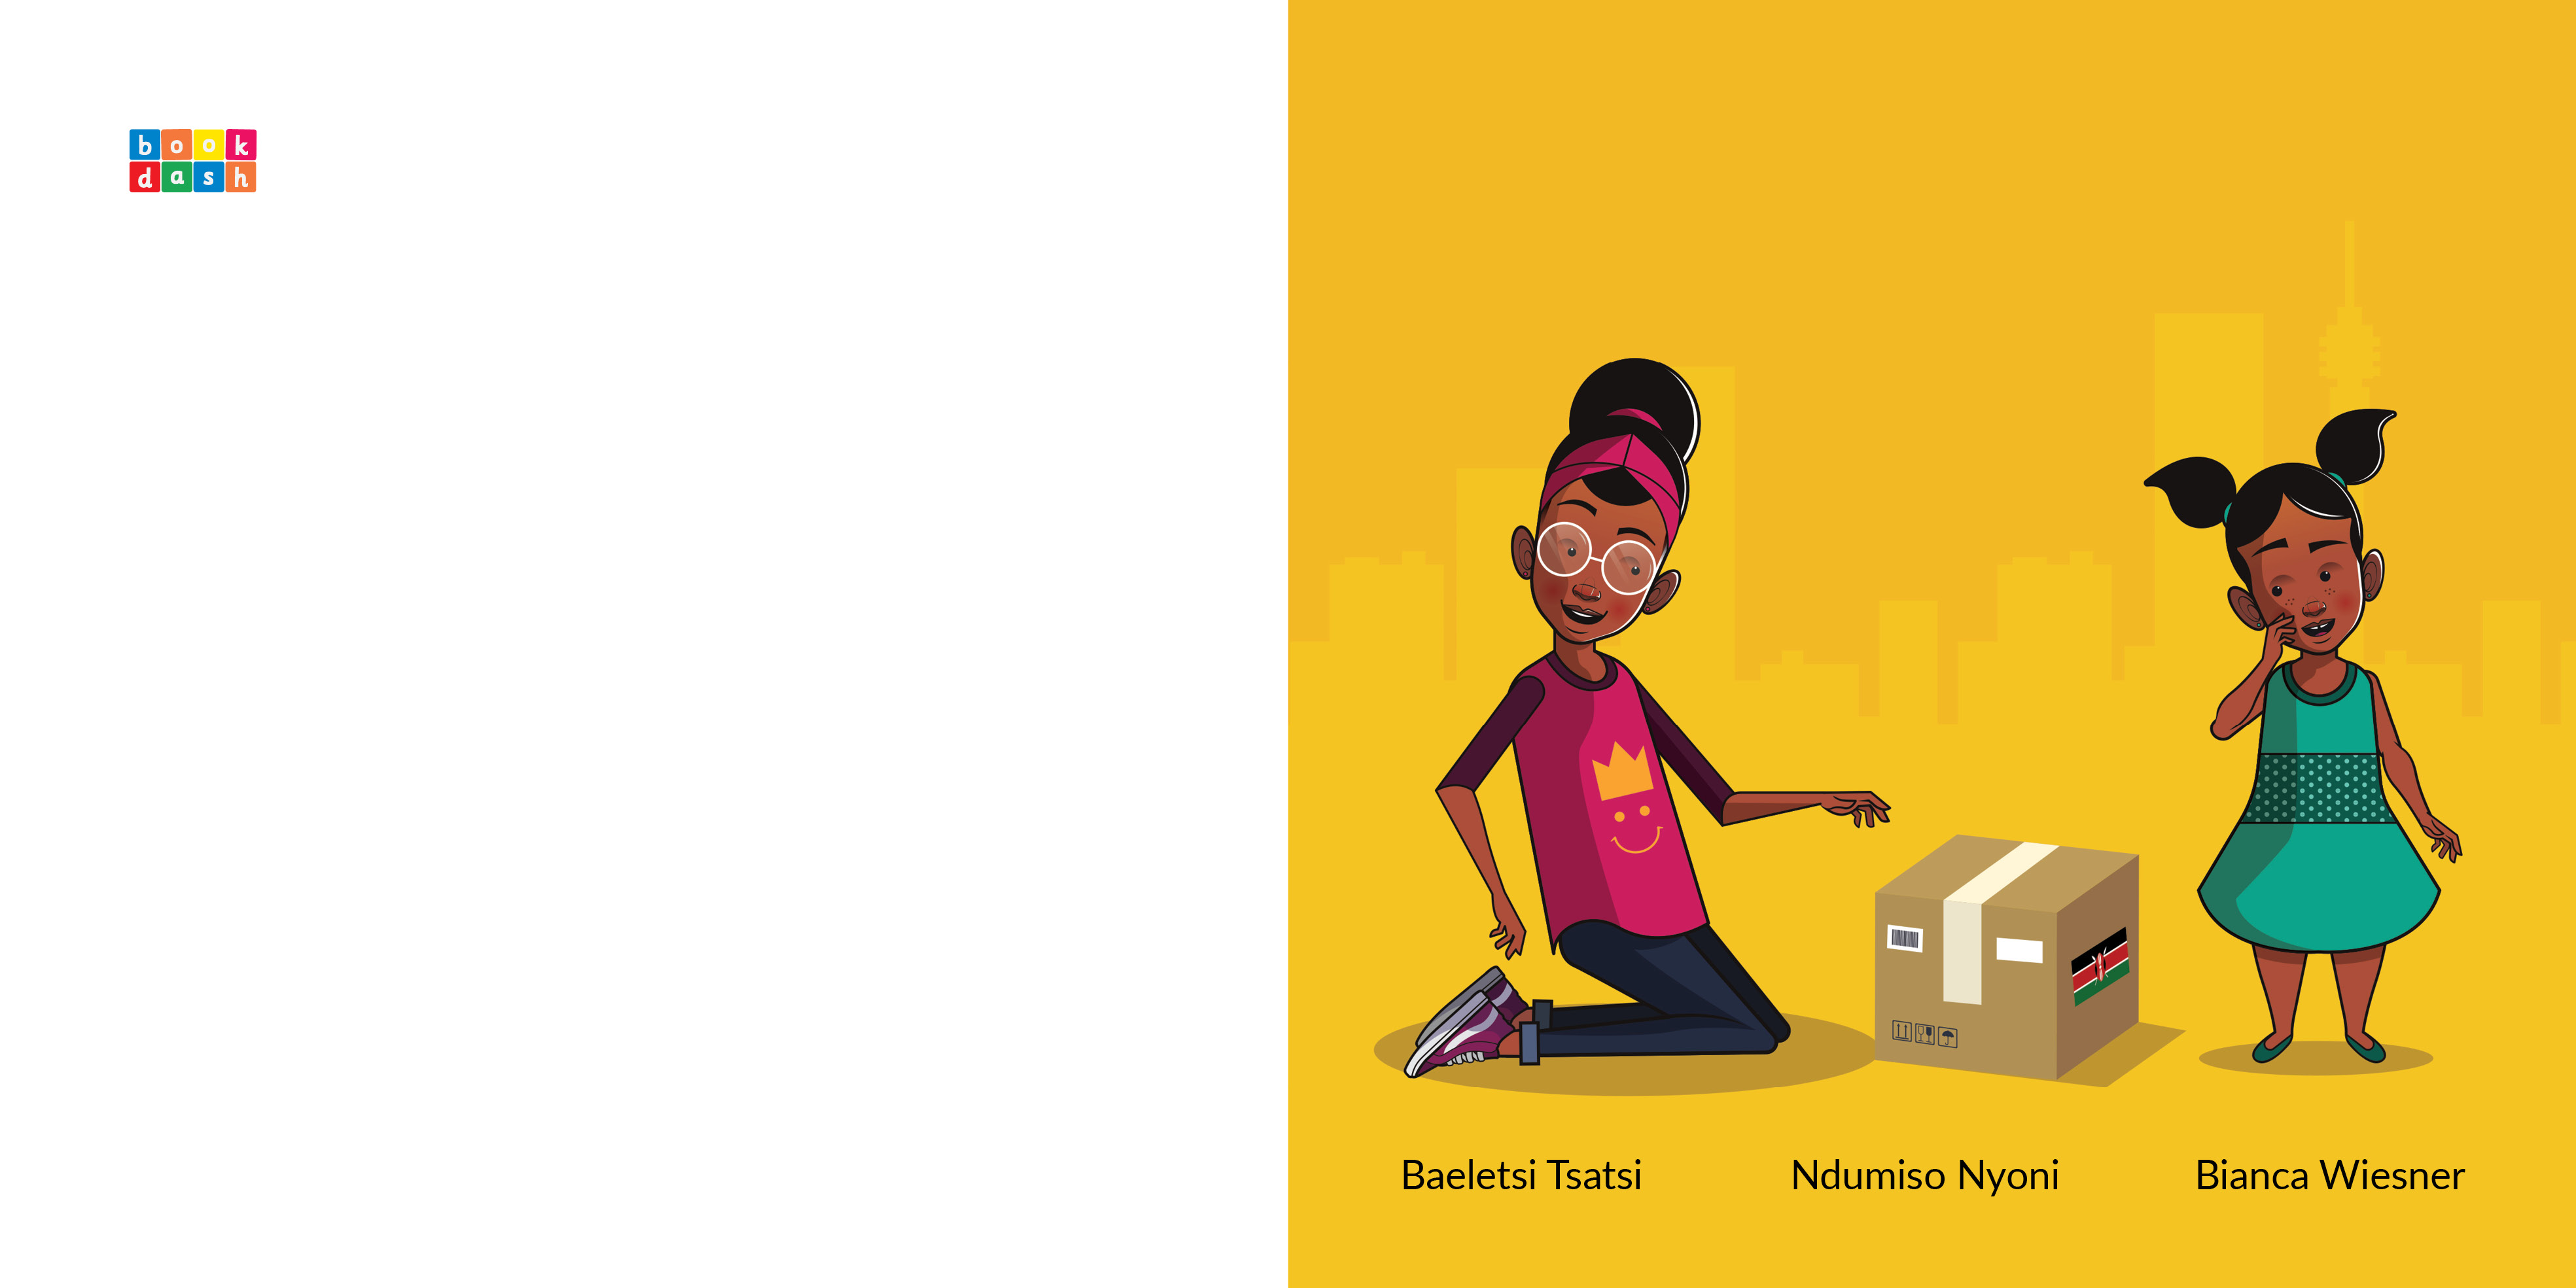 book
dash
Baeletsi Tsatsi
Ndumiso Nyoni
Bianca Wiesner